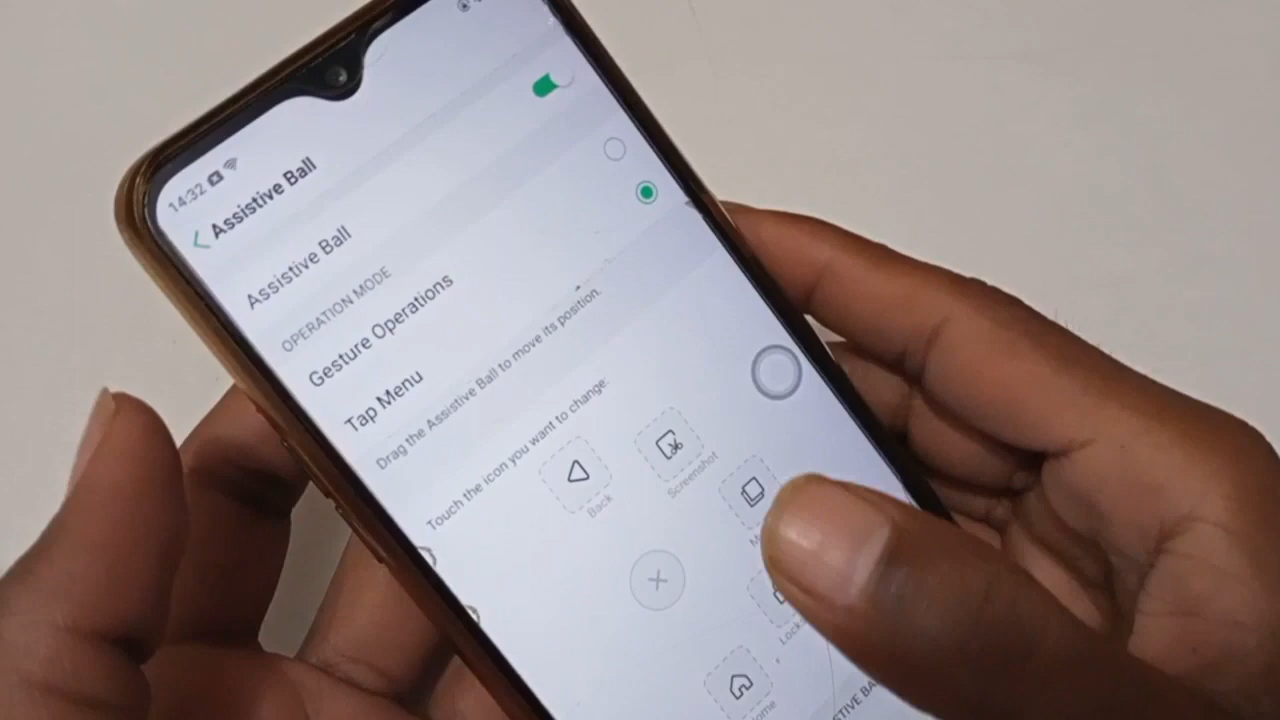 14:32
Assistive Ball
Assistive Ball
OPERATION MODE
Gesture Operations
Tap Menu
Drag the Assistive Ball to move its position.
Touch the icon you want to change:
Back
Screenshot